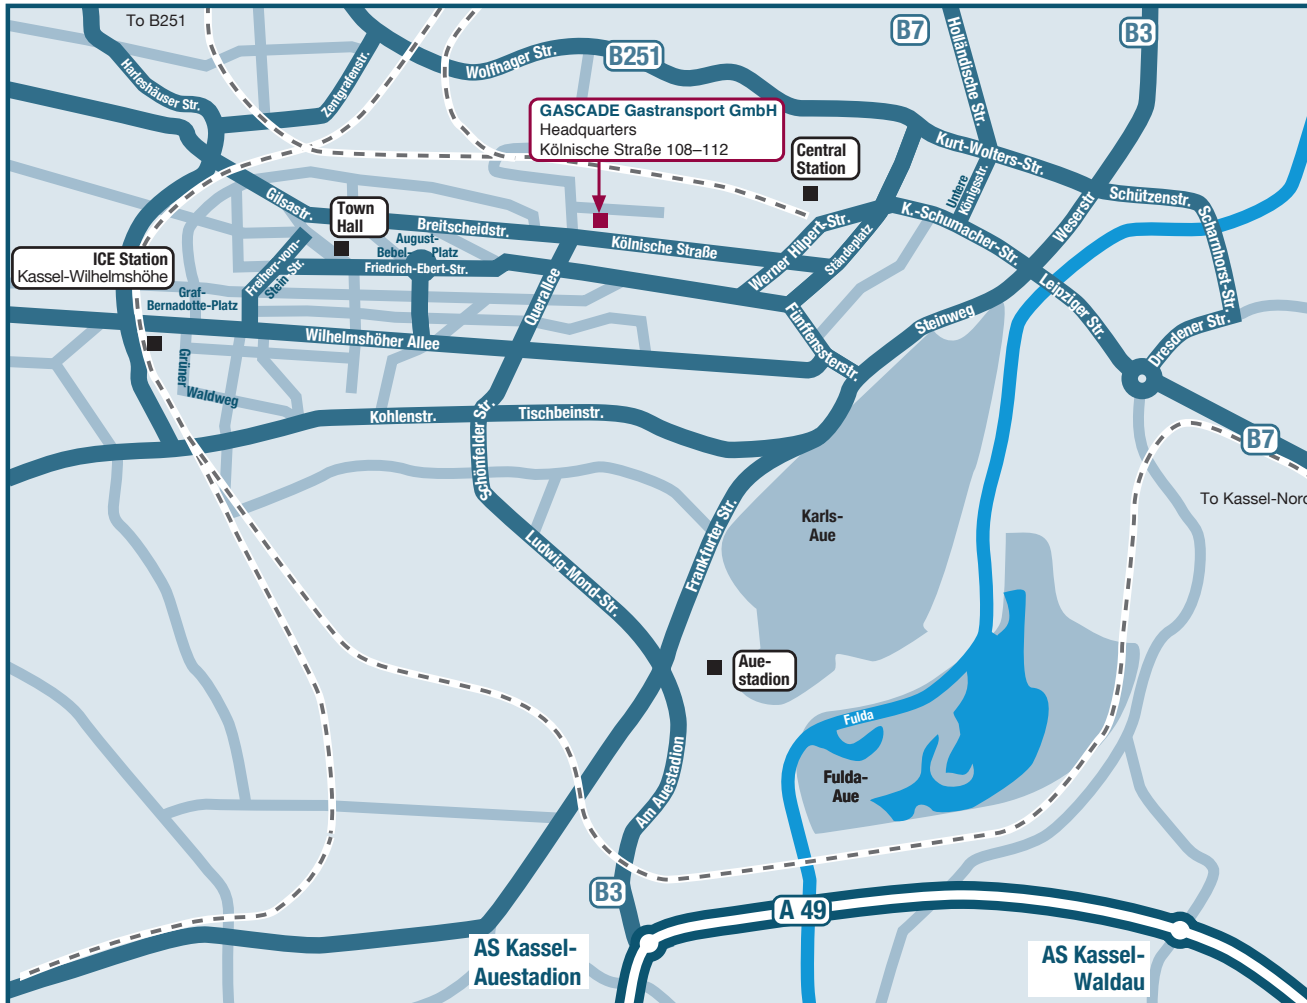 To B251
B7
B3
Holländische Str.
Harleshäuser Str.
Zentgrafenstr.
Wolfhager Str.
B251
GASCADE Gastransport GmbH
Headquarters
Kölnische Straße 108–112
Central
Station
Kurt-Wolters-Str.
Untere
Königsstr.
Schützenstr.
Scharnhorst-Str.
Weserstr.
K.-Schumacher-Str.
Gilsastr.
Town
Hall
Breitscheidstr.
Kölnische Straße
Werner Hilpert-Str.
Ständeplatz
August-
Bebel-Platz
Friedrich-Ebert-Str.
Freiherr-vom-
Stein-Str.
ICE Station
Kassel-Wilhelmshöhe
Graf-
Bernadotte-Platz
Querallee
Leipziger Str.
Steinweg
Fünffenssterstr.
Dresdener Str.
Wilhelmshöher Allee
Grüner
Waldweg
Kohlenstr.
Schönfelder Str.
Tischbeinstr.
B7
To Kassel-Nord
Karls-
Aue
Frankfurter Str.
Ludwig-Mond-Str.
Aue-
stadion
Fulda
Fulda-
Aue
Am Auestadion
B3
A 49
AS Kassel-
Auestadion
AS Kassel-
Waldau